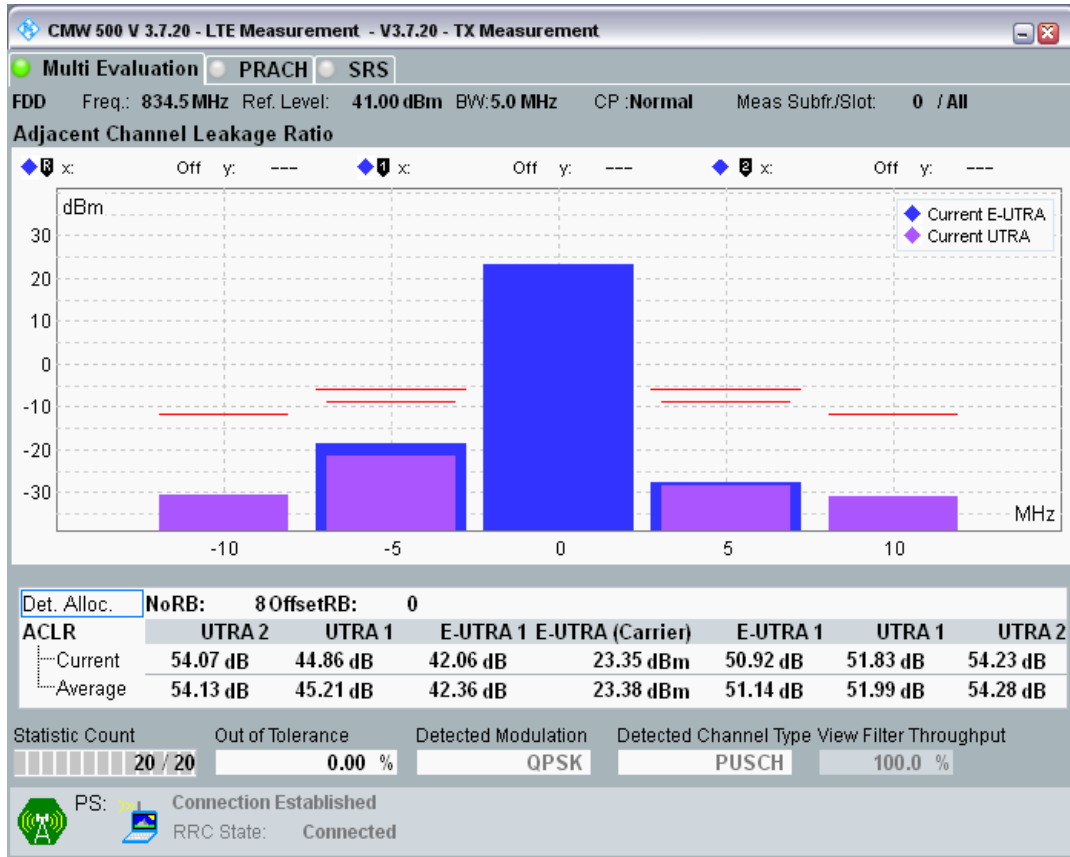 CMW 500 V 3.7.20 - LTE Measurement - V3.7.20 - TX Measurement
Multi Evaluation PRACH SRS
FDD Freq.: 834.5 MHz Ref. Level: 41.00 dBm BW: 5.0 MHz CP : Normal Meas Subfr./Slot: 0 / All
Adjacent Channel Leakage Ratio
R x: Off y: --- 1 x: Off y: --- 2 x: Off y: ---
dBm
Current E-UTRA
Current UTRA
30
20
10
0
-10
-20
-30
MHz
-10 -5 0 5 10
Det. Alloc. NoRB: 8 OffsetRB: 0
ACLR UTRA 2 UTRA 1 E-UTRA 1 E-UTRA (Carrier) E-UTRA 1 UTRA 1 UTRA 2
Current 54.07 dB 44.86 dB 42.06 dB 23.35 dBm 50.92 dB 51.83 dB 54.23 dB
Average 54.13 dB 45.21 dB 42.36 dB 23.38 dBm 51.14 dB 51.99 dB 54.28 dB
Statistic Count Out of Tolerance Detected Modulation Detected Channel Type View Filter Throughput
20 / 20 0.00 % QPSK PUSCH 100.0 %
PS: Connection Established
RRC State: Connected